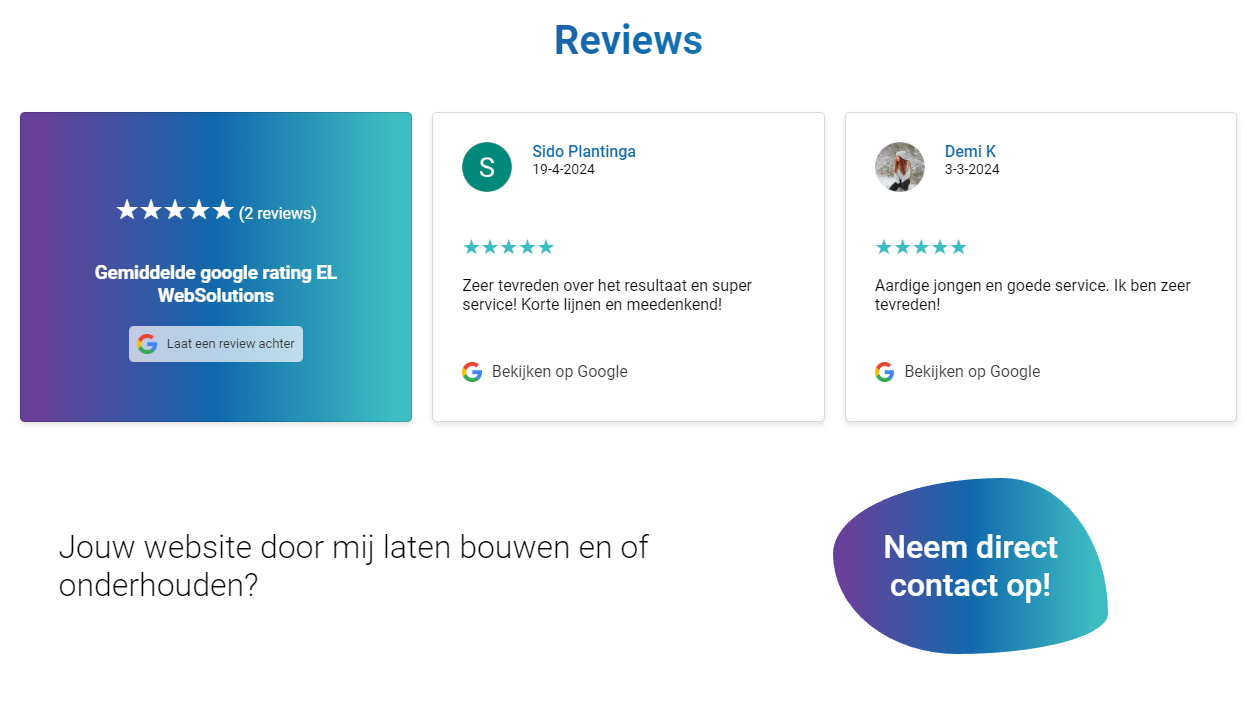 Reviews
★★★★★ (2 reviews)
Gemiddelde google rating EL
WebSolutions
Laat een review achter
S
Sido Plantinga
19-4-2024
★★★★★
Zeer tevreden over het resultaat en super
service! Korte lijnen en meedenkend!
Bekijken op Google
Demi K
3-3-2024
★★★★★
Aardige jongen en goede service. Ik ben zeer
tevreden!
Bekijken op Google
Jouw website door mij laten bouwen en of
onderhouden?
Neem direct
contact op!